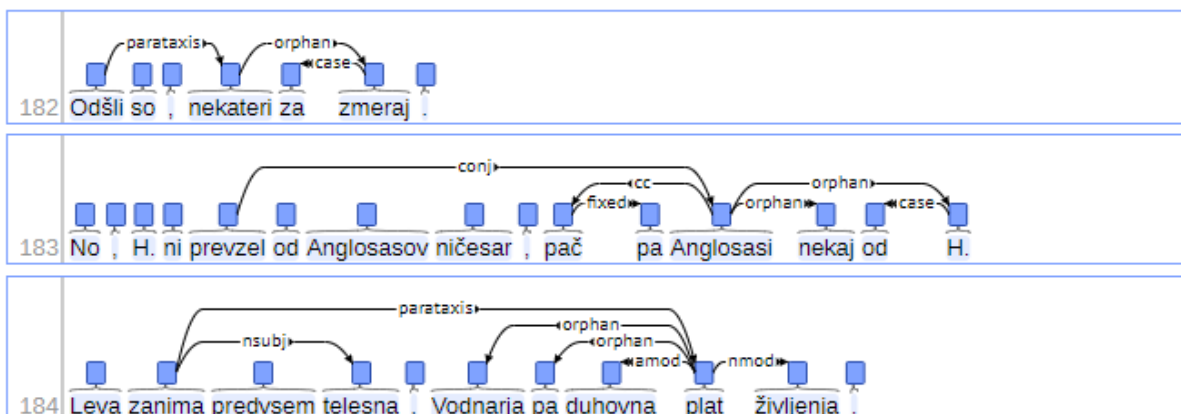 parataxis orphan
case
182 Odšli so , nekateri za zmeraj .
conj
cc orphan
fixed orphan case
183 No , H. ni prevzel od Anglosasov ničesar , pač pa Anglosasi nekaj od H.
parataxis
orphan
nsubj orphan
amod nmod
184 Leva zanima predvsem telesna , Vodnarja pa duhovna plat življenja .